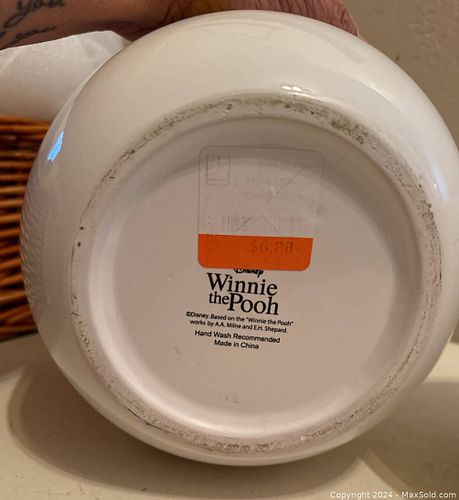 you
$6.99
Disney
Winnie
the Pooh
©Disney. Based on the "Winnie the Pooh"
works by A.A. Milne and E.H. Shepard.
Hand Wash Recommended
Made in China
Copyright © 2024 - MaxSold.com